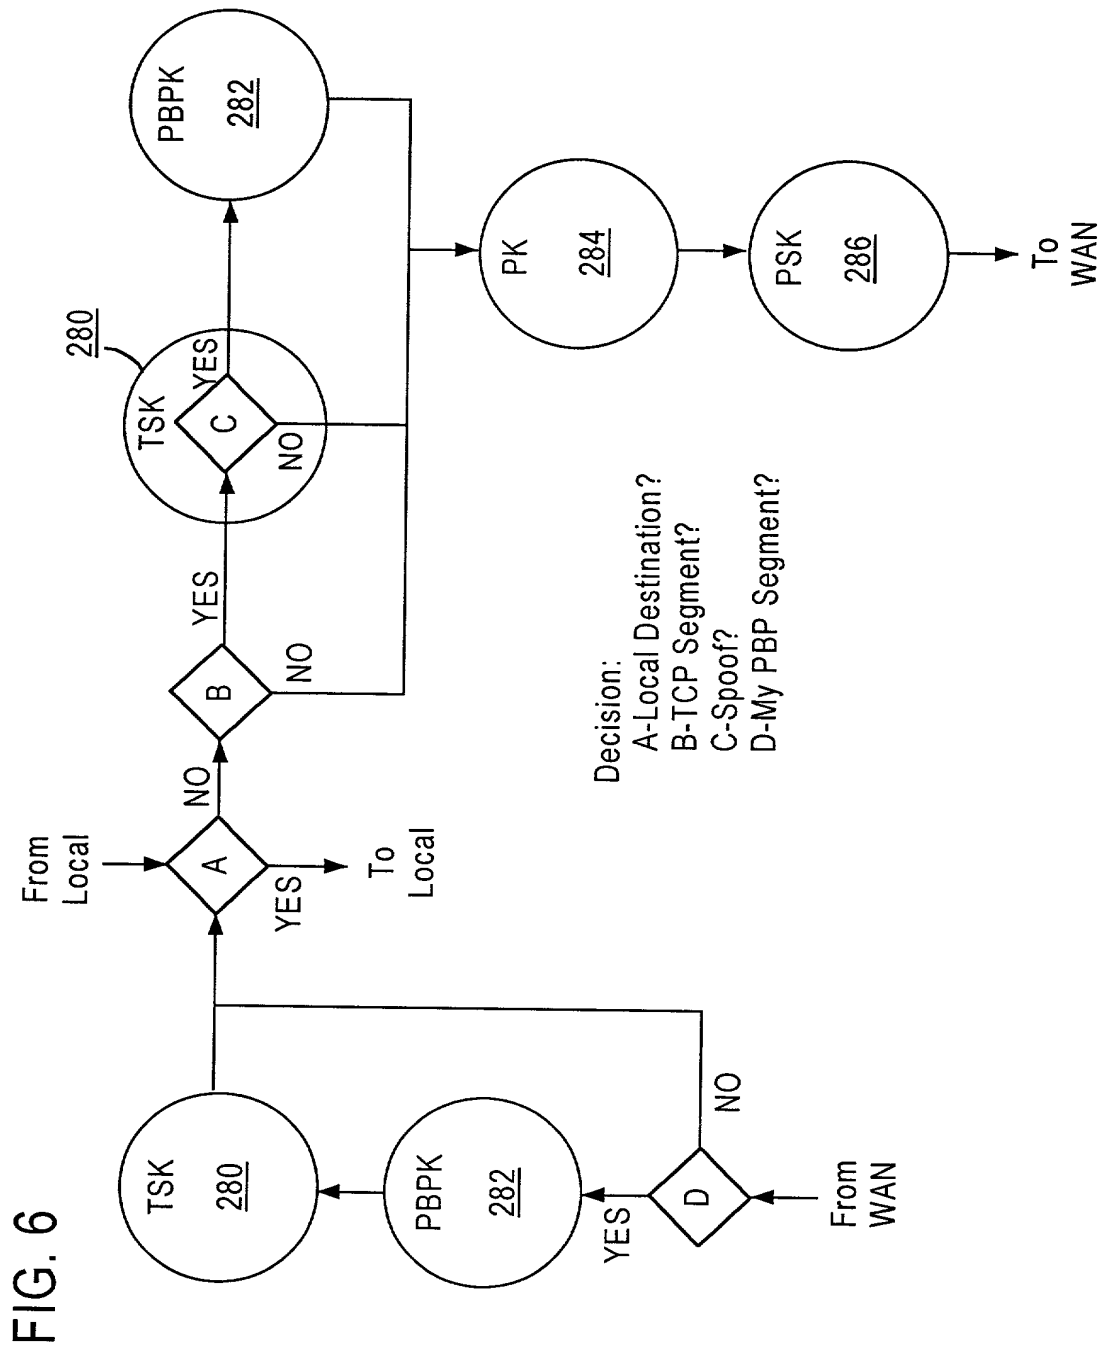 FIG. 6
From
WAN
D
YES
NO
PBPK
282
TSK
280
From
Local
A
YES
To
Local
NO
B
YES
NO
TSK
280
C
YES
NO
PBPK
282
PK
284
PSK
286
To
WAN
Decision:
A-Local Destination?
B-TCP Segment?
C-Spoof?
D-My PBP Segment?